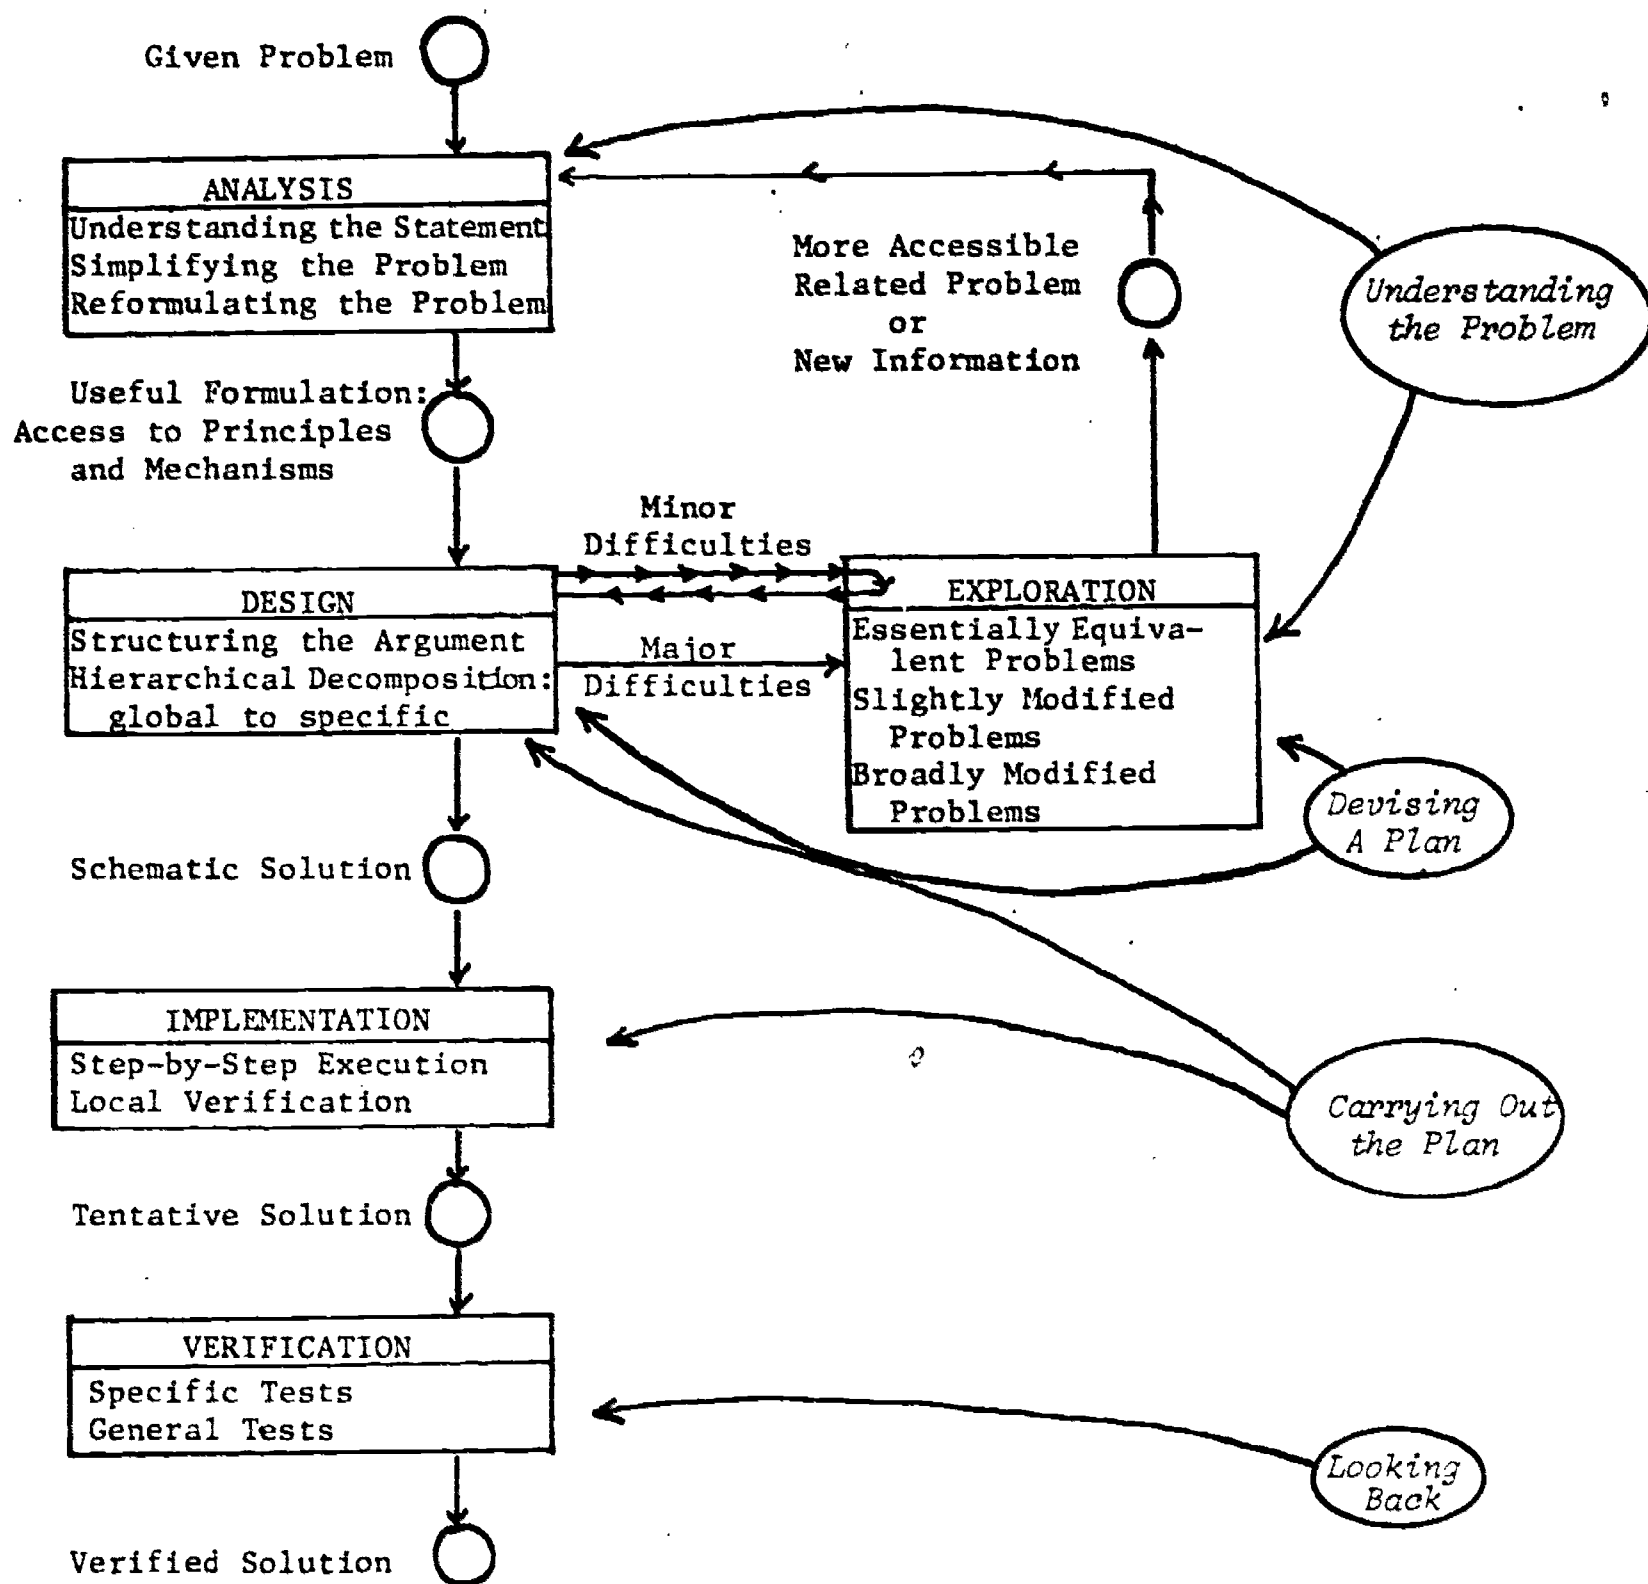 Given Problem
ANALYSIS
Understanding the Statement
Simplifying the Problem
Reformulating the Problem
More Accessible
Related Problem
or
New Information
Understanding
the Problem
Useful Formulation:
Access to Principles
and Mechanisms
Minor
Difficulties
DESIGN
Structuring the Argument
Hierarchical Decomposition:
global to specific
Major
Difficulties
EXPLORATION
Essentially Equiva-
lent Problems
Slightly Modified
Problems
Broadly Modified
Problems
Devising
A Plan
Schematic Solution
IMPLEMENTATION
Step-by-Step Execution
Local Verification
Carrying Out
the Plan
Tentative Solution
VERIFICATION
Specific Tests
General Tests
Looking
Back
Verified Solution